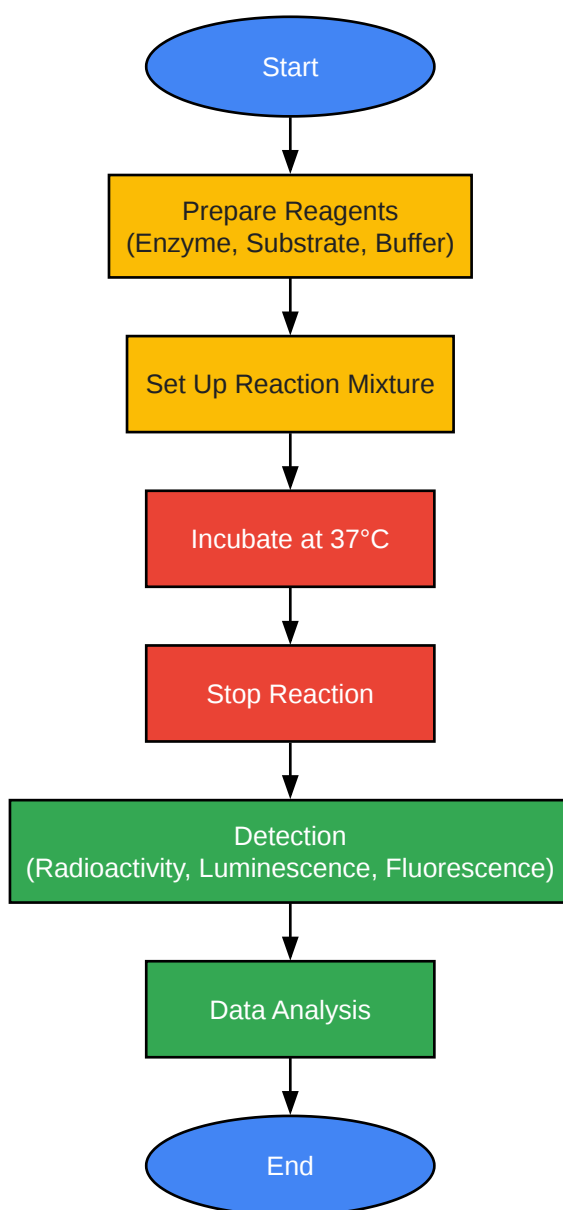 Start
Prepare Reagents
(Enzyme, Substrate, Buffer)
Set Up Reaction Mixture
Incubate at 37°C
Stop Reaction
Detection
(Radioactivity, Luminescence, Fluorescence)
Data Analysis
End